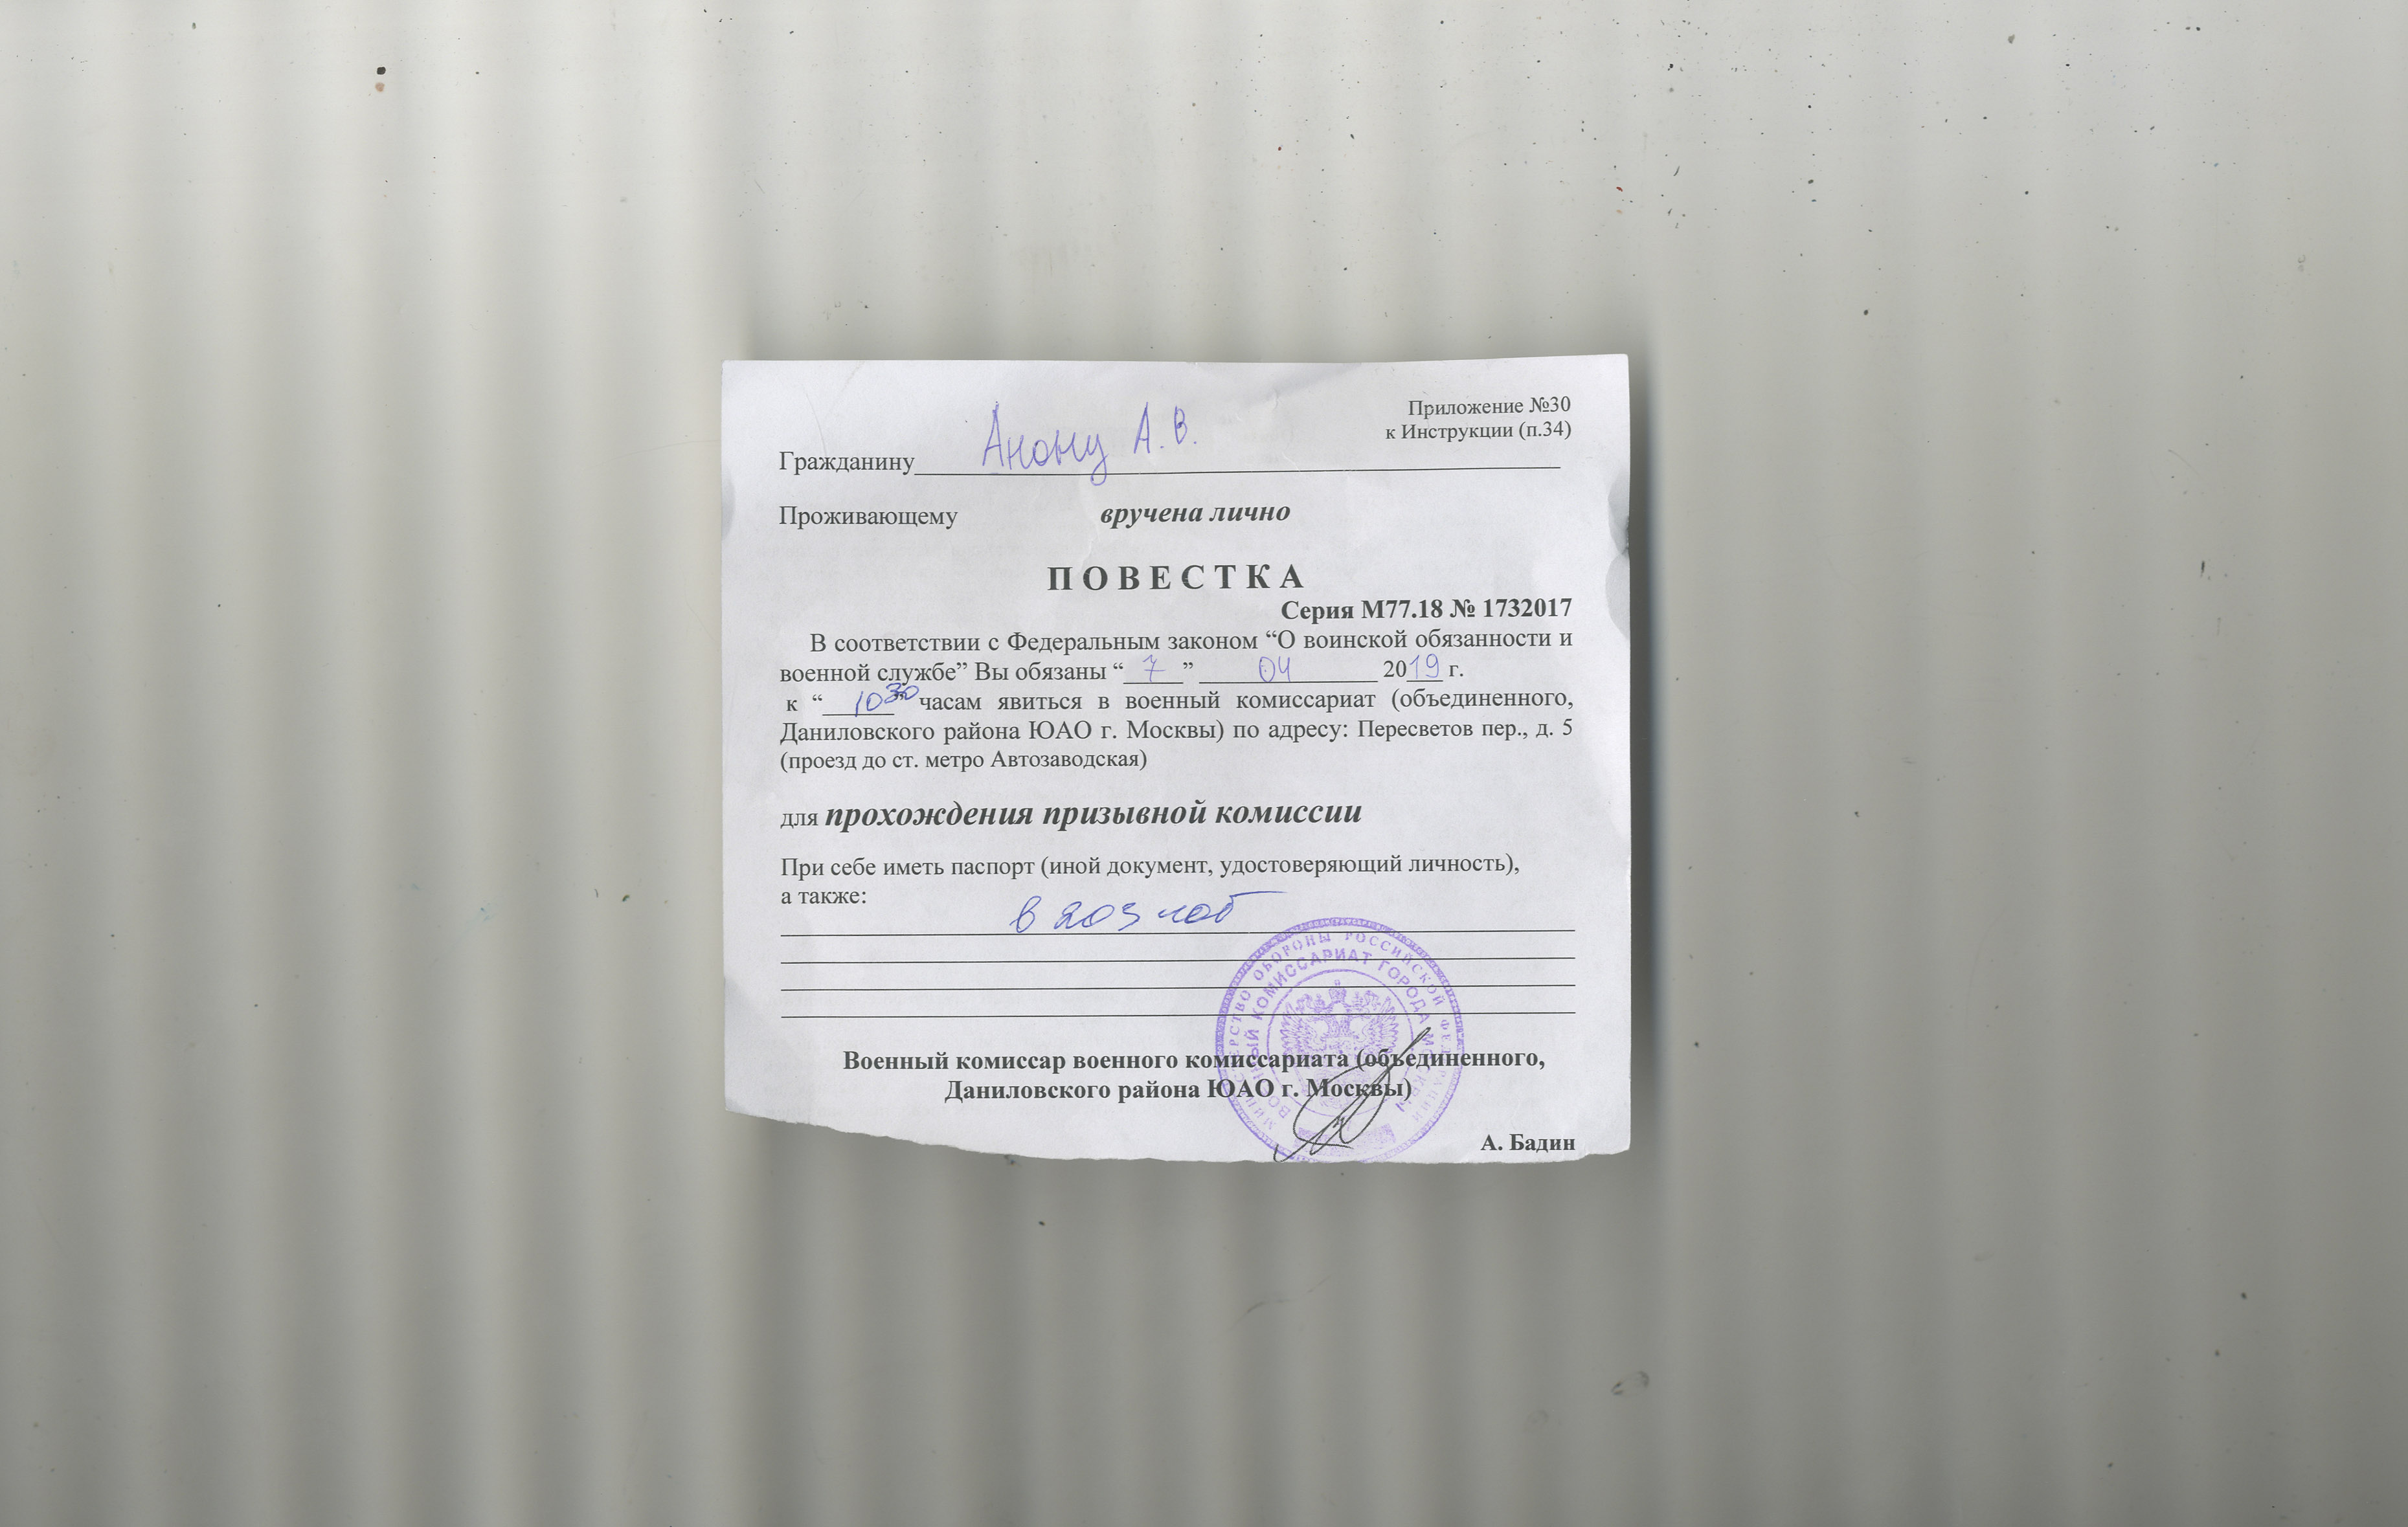 Приложение №30
к Инструкции (п.34)
Гражданину Анону А. В.
Проживающему вручена лично
ПОВЕСТКА
Серия М77.18 № 1732017
В соответствии с Федеральным законом “О воинской обязанности и
военной службе” Вы обязаны “ 7 ” 04 2019 г.
к “ 10 30 ” часам явиться в военный комиссариат (объединенного,
Даниловского района ЮАО г. Москвы) по адресу: Пересветов пер., д. 5
(проезд до ст. метро Автозаводская)
для прохождения призывной комиссии
При себе иметь паспорт (иной документ, удостоверяющий личность),
а также:
в 203 каб
МИНИСТЕРСТВО ОБОРОНЫ РОССИЙСКОЙ ФЕДЕРАЦИИ
ВОЕННЫЙ КОМИССАРИАТ ГОРОДА МОСКВЫ
Военный комиссар военного комиссариата (объединенного,
Даниловского района ЮАО г. Москвы)
А. Бадин